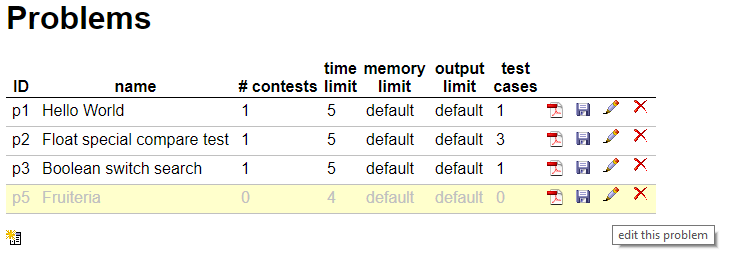 Problems
ID name # contests time limit memory limit output limit test cases
p1 Hello World 1 5 default default 1
p2 Float special compare test 1 5 default default 3
p3 Boolean switch search 1 5 default default 1
p5 Fruiteria 0 4 default default 0
edit this problem